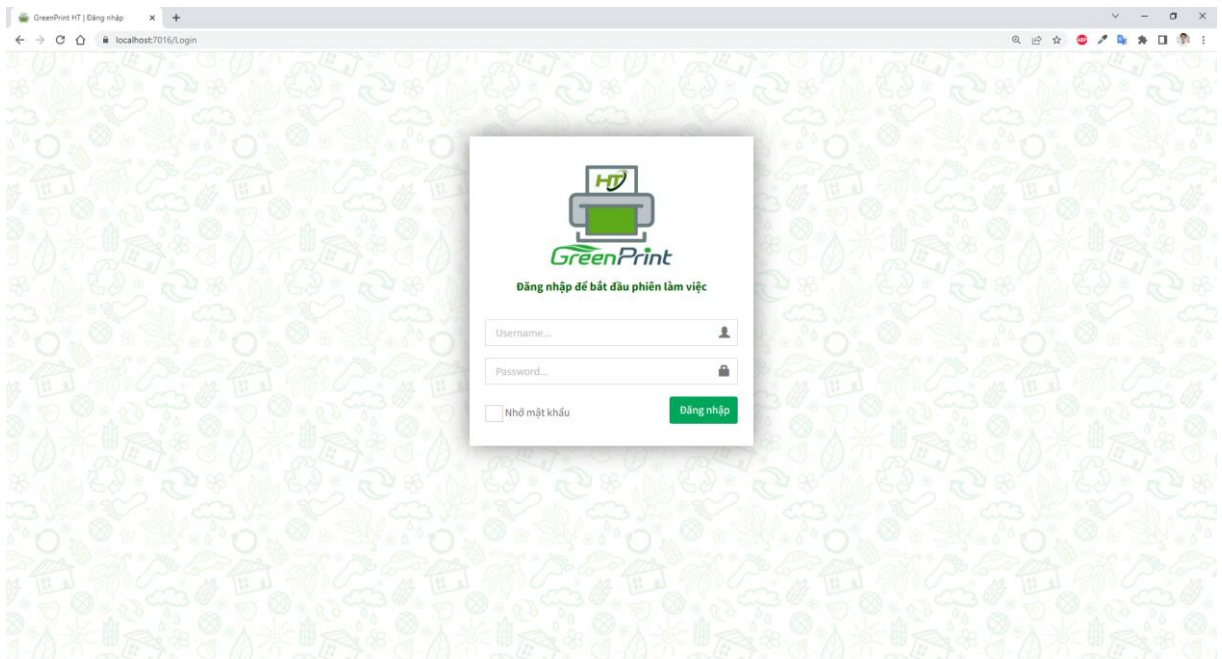 GreenPrint HT | Đăng nhập
localhost:7016/Login
HT
GreenPrint
Đăng nhập để bắt đầu phiên làm việc
Username...
Password...
Nhớ mật khẩu
Đăng nhập